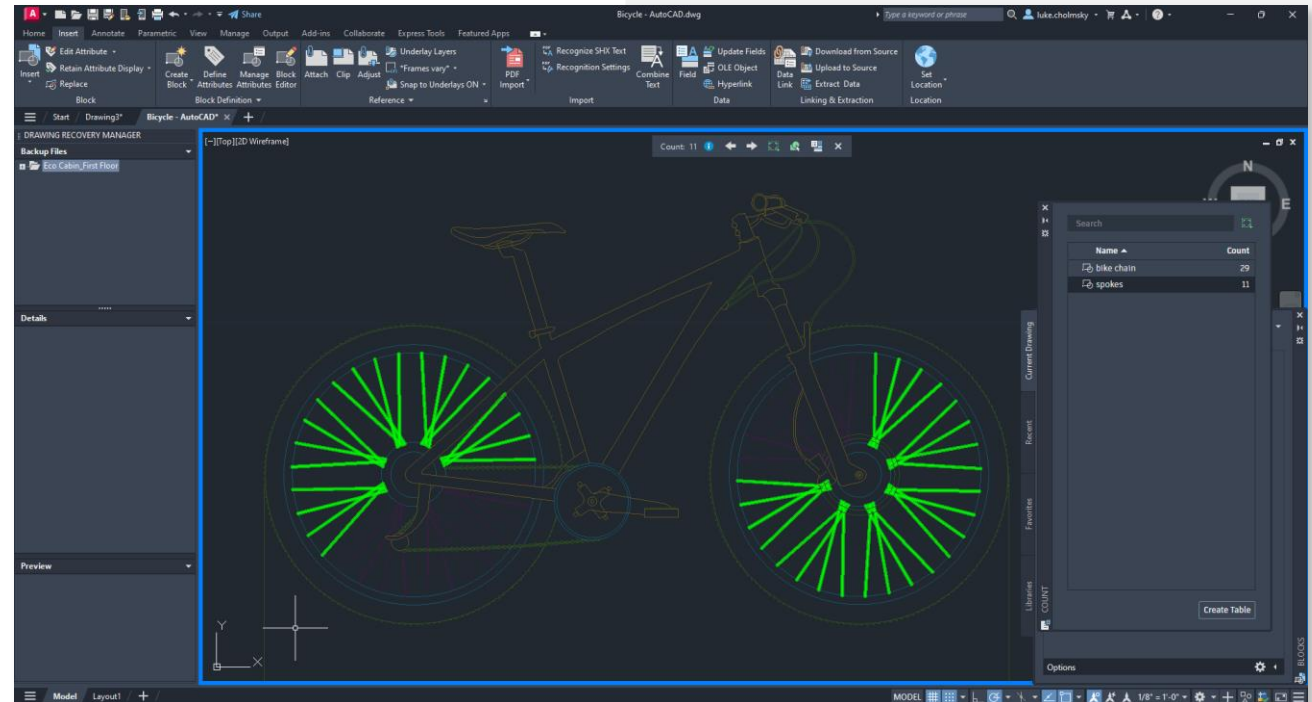 A Share Bicycle - AutoCAD.dwg Type a keyword or phrase luke.cholmsky
Home Insert Annotate Parametric View Manage Output Add-ins Collaborate Express Tools Featured Apps
Insert
Edit Attribute
Retain Attribute Display
Replace
Block
Create Block
Define Attributes
Manage Attributes
Block Editor
Block Definition
Attach Clip Adjust
Underlay Layers
*Frames vary*
Snap to Underlays ON
Reference
PDF Import
Recognize SHX Text
Recognition Settings
Combine Text
Import
Field
Update Fields
OLE Object
Hyperlink
Data
Data Link
Download from Source
Upload to Source
Extract Data
Linking & Extraction
Set Location
Location
Start Drawing3* Bicycle - AutoCAD*
DRAWING RECOVERY MANAGER
Backup Files
Eco Cabin_First Floor
Details
Preview
[-][Top][2D Wireframe]
Count: 11
N
E
Search
Name Count
bike chain 29
spokes 11
Create Table
COUNT
Current Drawing
Recent
Favorites
Libraries
Options
BLOCKS
Y
X
Model Layout1
MODEL 1/8" = 1'-0"